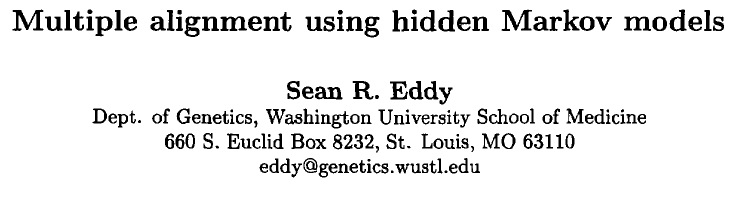 Multiple alignment using hidden Markov models
Sean R. Eddy
Dept. of Genetics, Washington University School of Medicine
660 S. Euclid Box 8232, St. Louis, MO 63110
eddy@genetics.wustl.edu